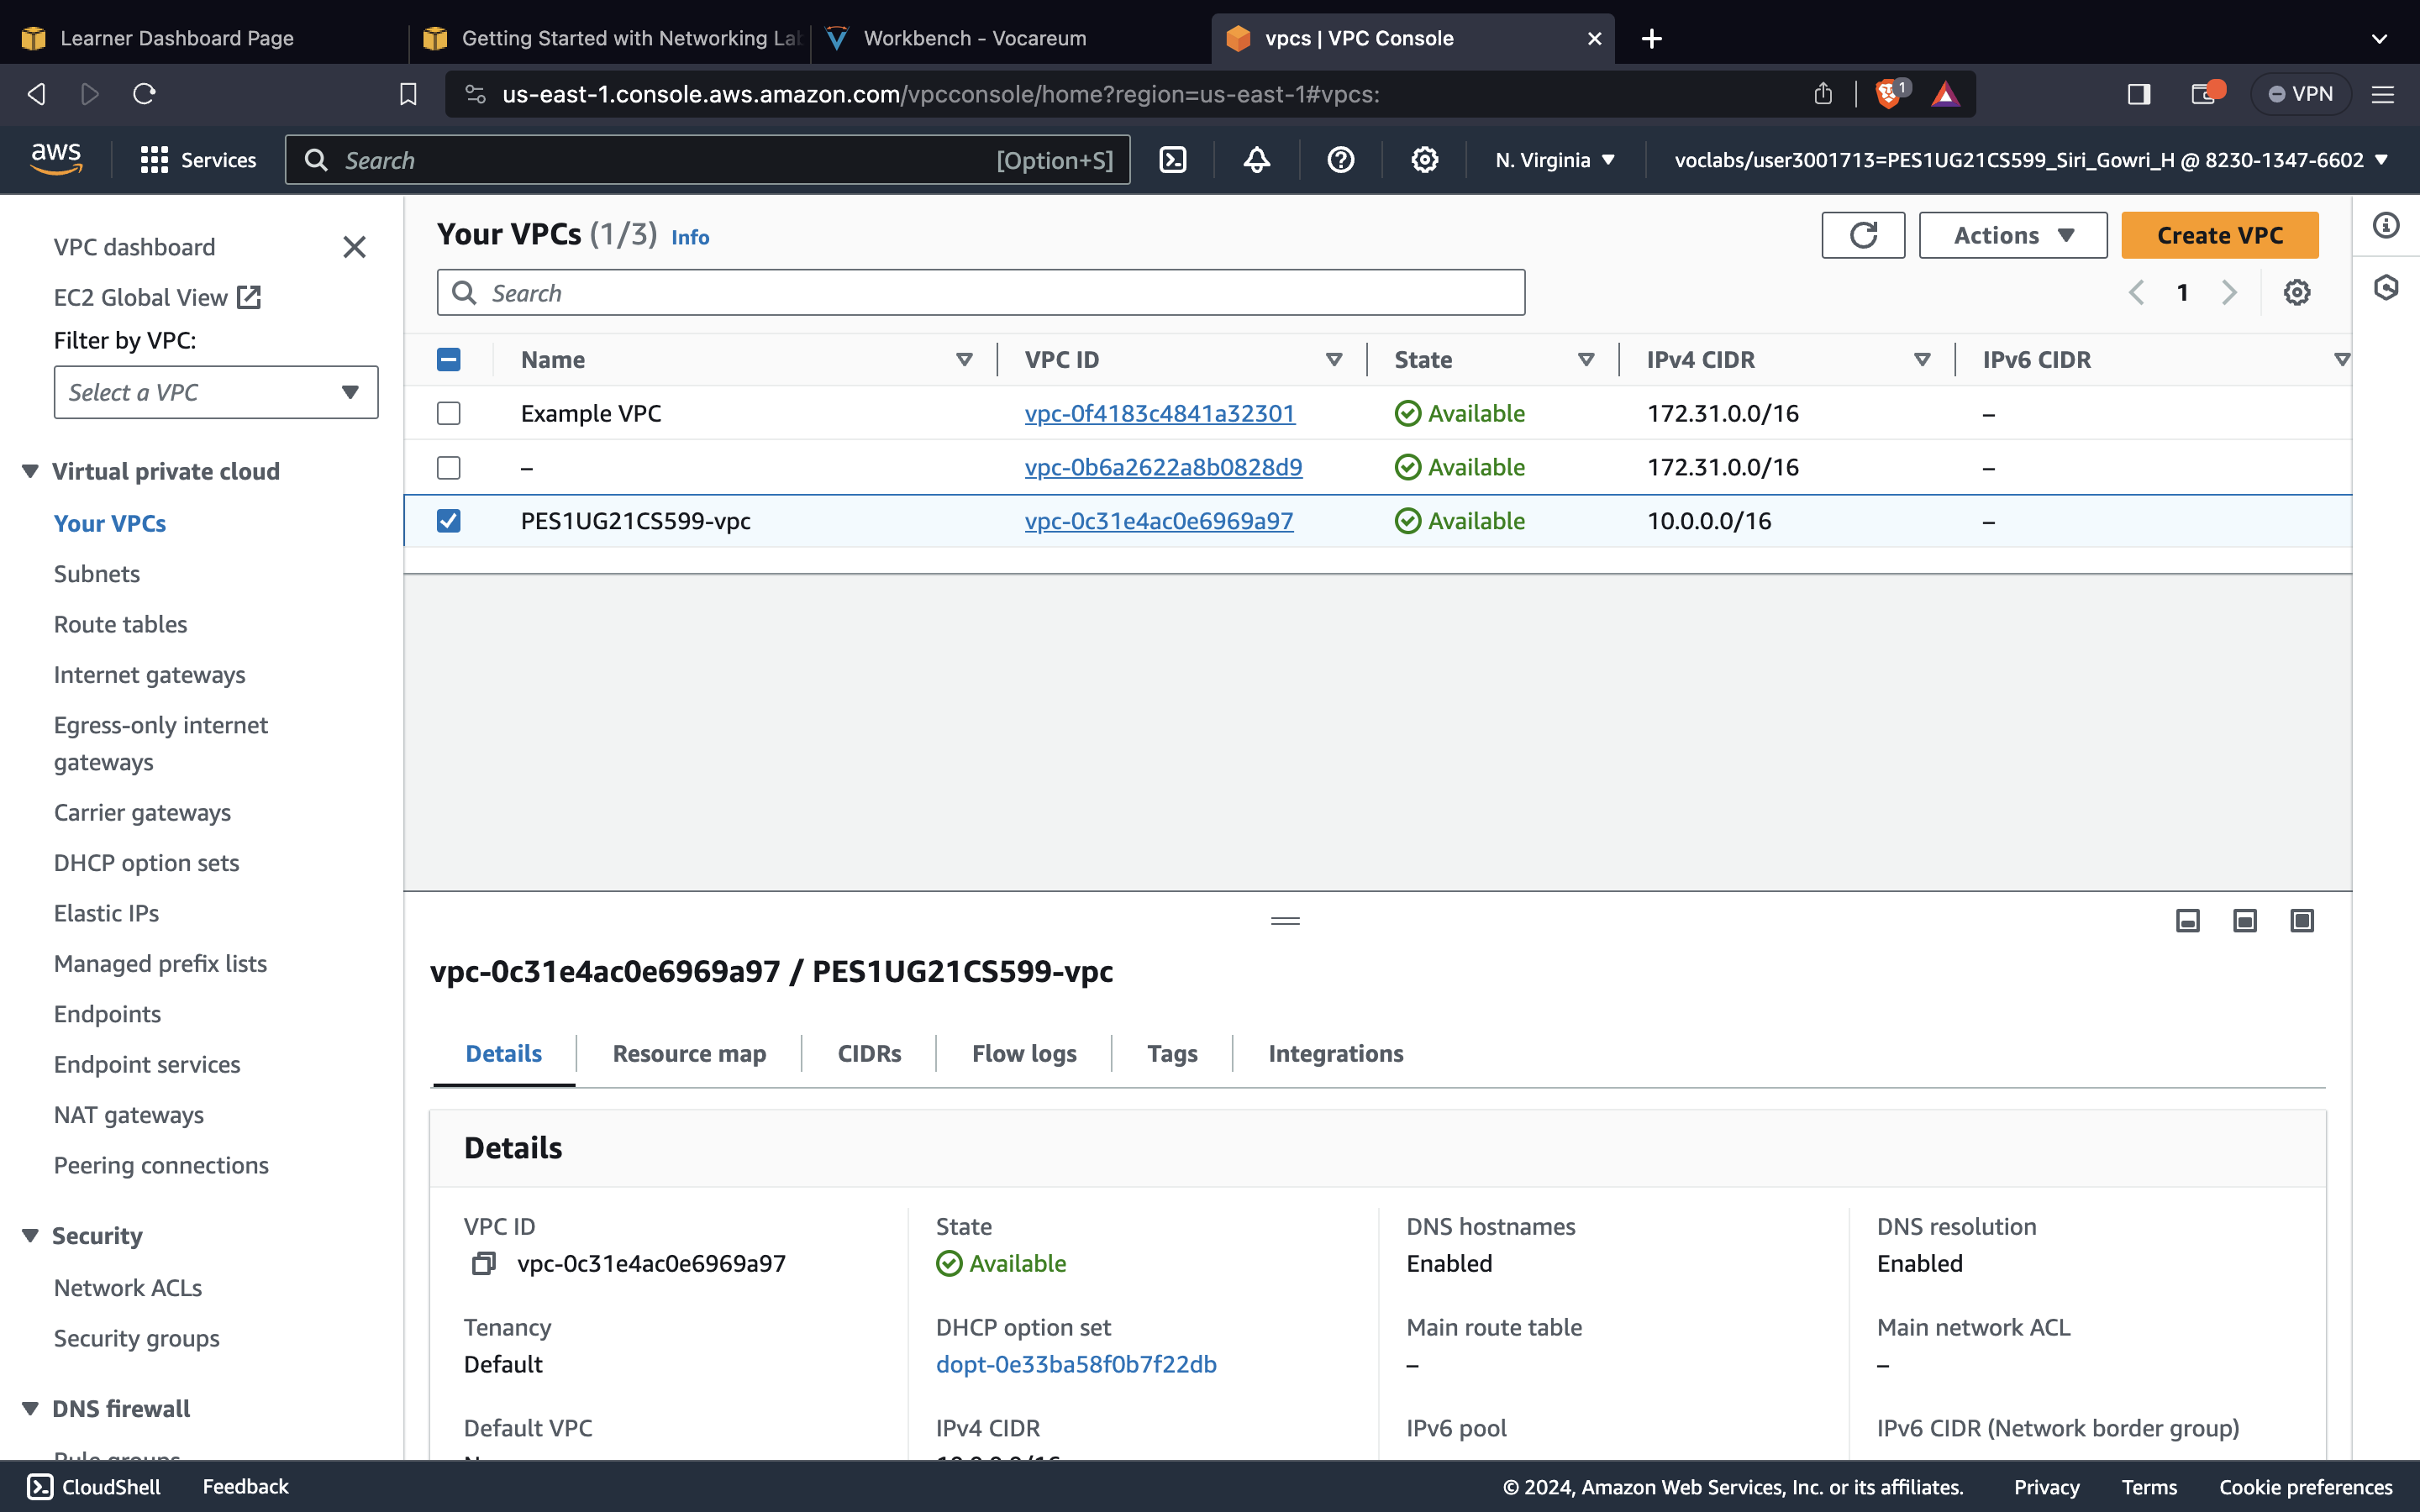 Learner Dashboard Page
Getting Started with Networking La
Workbench - Vocareum
vpcs | VPC Console
us-east-1.console.aws.amazon.com/vpcconsole/home?region=us-east-1#vpcs:
1
VPN
aws
Services
Search
[Option+S]
N. Virginia
voclabs/user3001713=PES1UG21CS599_Siri_Gowri_H @ 8230-1347-6602
VPC dashboard
EC2 Global View
Filter by VPC:
Select a VPC
Virtual private cloud
Your VPCs
Subnets
Route tables
Internet gateways
Egress-only internet
gateways
Carrier gateways
DHCP option sets
Elastic IPs
Managed prefix lists
Endpoints
Endpoint services
NAT gateways
Peering connections
Security
Network ACLs
Security groups
DNS firewall
Rule groups
Your VPCs (1/3) Info
Actions
Create VPC
Search
1
Name VPC ID State IPv4 CIDR IPv6 CIDR
Example VPC vpc-0f4183c4841a32301 Available 172.31.0.0/16 –
– vpc-0b6a2622a8b0828d9 Available 172.31.0.0/16 –
PES1UG21CS599-vpc vpc-0c31e4ac0e6969a97 Available 10.0.0.0/16 –
vpc-0c31e4ac0e6969a97 / PES1UG21CS599-vpc
Details Resource map CIDRs Flow logs Tags Integrations
Details
VPC ID State DNS hostnames DNS resolution
vpc-0c31e4ac0e6969a97 Available Enabled Enabled
Tenancy DHCP option set Main route table Main network ACL
Default dopt-0e33ba58f0b7f22db – –
Default VPC IPv4 CIDR IPv6 pool IPv6 CIDR (Network border group)
10.0.0.0/16
CloudShell
Feedback
© 2024, Amazon Web Services, Inc. or its affiliates.
Privacy
Terms
Cookie preferences